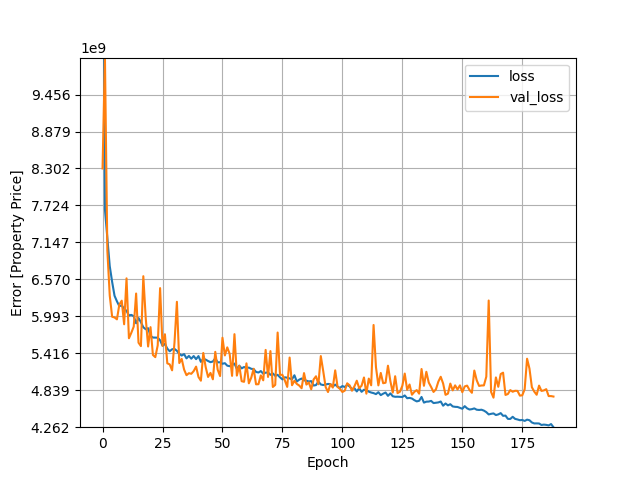 1e9
loss
val_loss
9.456
8.879
8.302
7.724
7.147
6.570
5.993
5.416
4.839
4.262
Error [Property Price]
0 25 50 75 100 125 150 175
Epoch